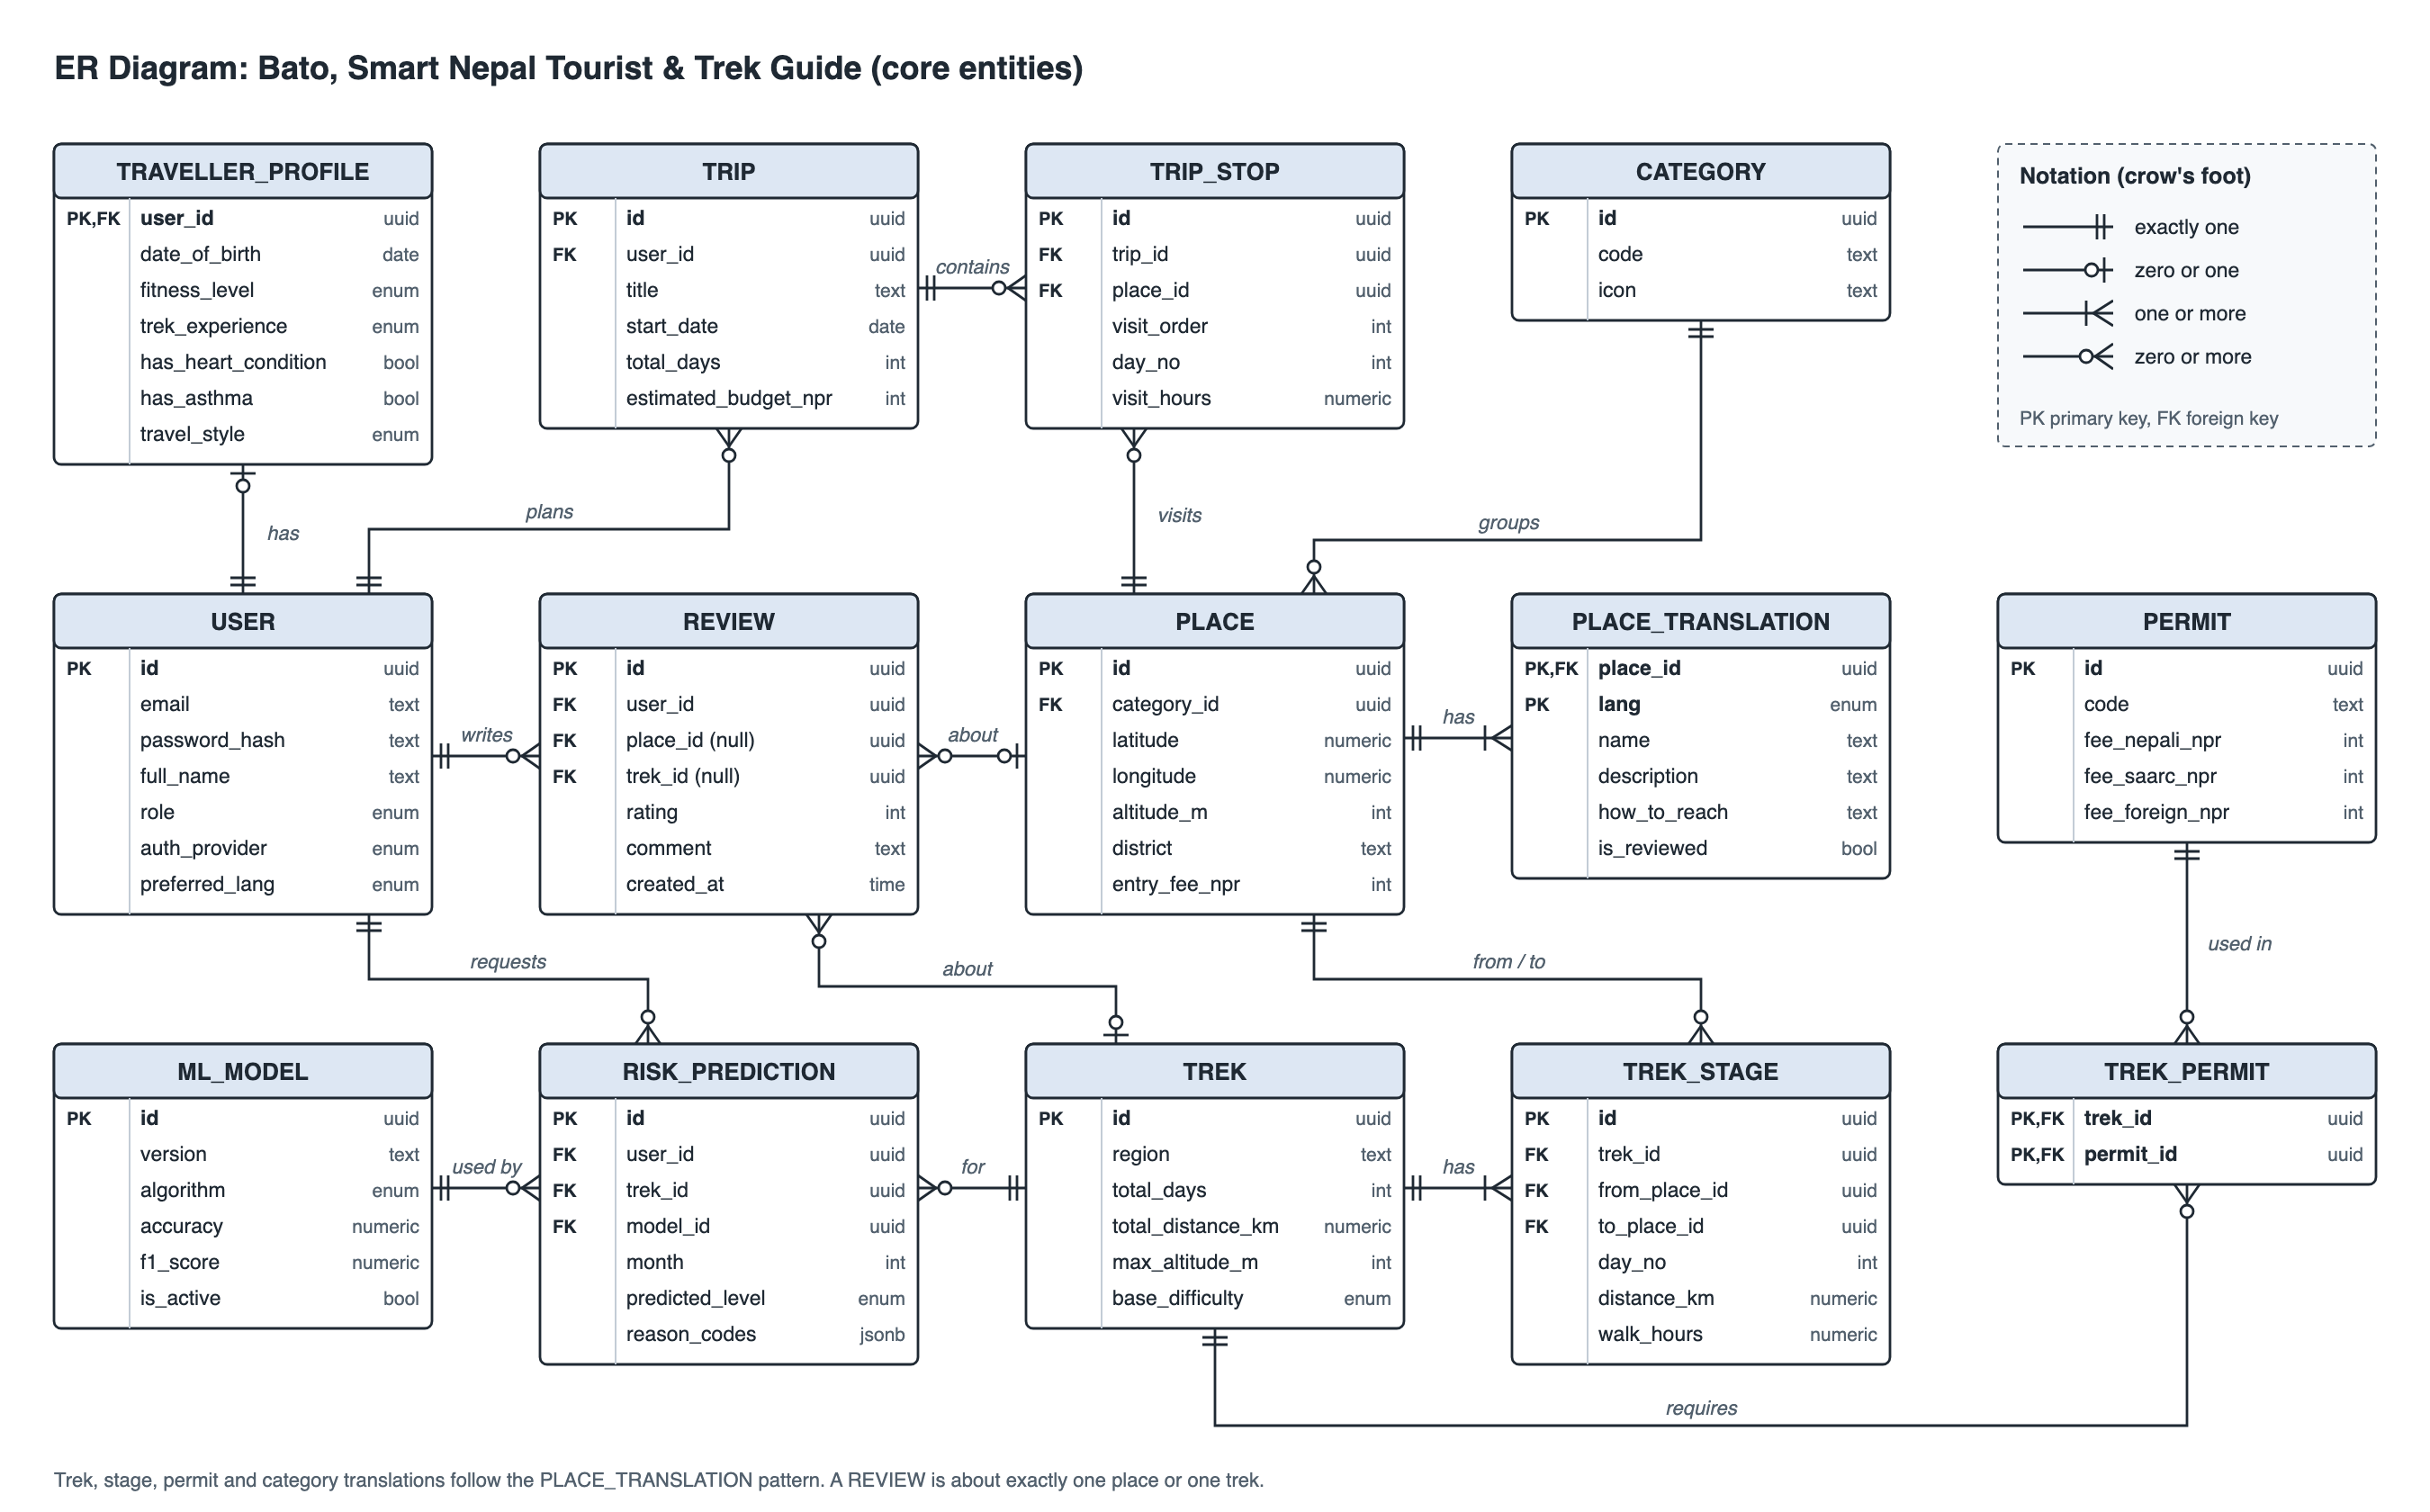 ER Diagram: Bato, Smart Nepal Tourist & Trek Guide (core entities)
TRAVELLER_PROFILE
PK,FK user_id uuid
date_of_birth date
fitness_level enum
trek_experience enum
has_heart_condition bool
has_asthma bool
travel_style enum
TRIP
PK id uuid
FK user_id uuid
title text
start_date date
total_days int
estimated_budget_npr int
contains
TRIP_STOP
PK id uuid
FK trip_id uuid
FK place_id uuid
visit_order int
day_no int
visit_hours numeric
CATEGORY
PK id uuid
code text
icon text
Notation (crow's foot)
exactly one
zero or one
one or more
zero or more
PK primary key, FK foreign key
has
plans
visits
groups
USER
PK id uuid
email text
password_hash text
full_name text
role enum
auth_provider enum
preferred_lang enum
writes
REVIEW
PK id uuid
FK user_id uuid
FK place_id (null) uuid
FK trek_id (null) uuid
rating int
comment text
created_at time
about
PLACE
PK id uuid
FK category_id uuid
latitude numeric
longitude numeric
altitude_m int
district text
entry_fee_npr int
has
PLACE_TRANSLATION
PK,FK place_id uuid
PK lang enum
name text
description text
how_to_reach text
is_reviewed bool
PERMIT
PK id uuid
code text
fee_nepali_npr int
fee_saarc_npr int
fee_foreign_npr int
requests
about
from / to
used in
ML_MODEL
PK id uuid
version text
algorithm enum
accuracy numeric
f1_score numeric
is_active bool
used by
RISK_PREDICTION
PK id uuid
FK user_id uuid
FK trek_id uuid
FK model_id uuid
month int
predicted_level enum
reason_codes jsonb
for
TREK
PK id uuid
region text
total_days int
total_distance_km numeric
max_altitude_m int
base_difficulty enum
has
TREK_STAGE
PK id uuid
FK trek_id uuid
FK from_place_id uuid
FK to_place_id uuid
day_no int
distance_km numeric
walk_hours numeric
TREK_PERMIT
PK,FK trek_id uuid
PK,FK permit_id uuid
requires
Trek, stage, permit and category translations follow the PLACE_TRANSLATION pattern. A REVIEW is about exactly one place or one trek.